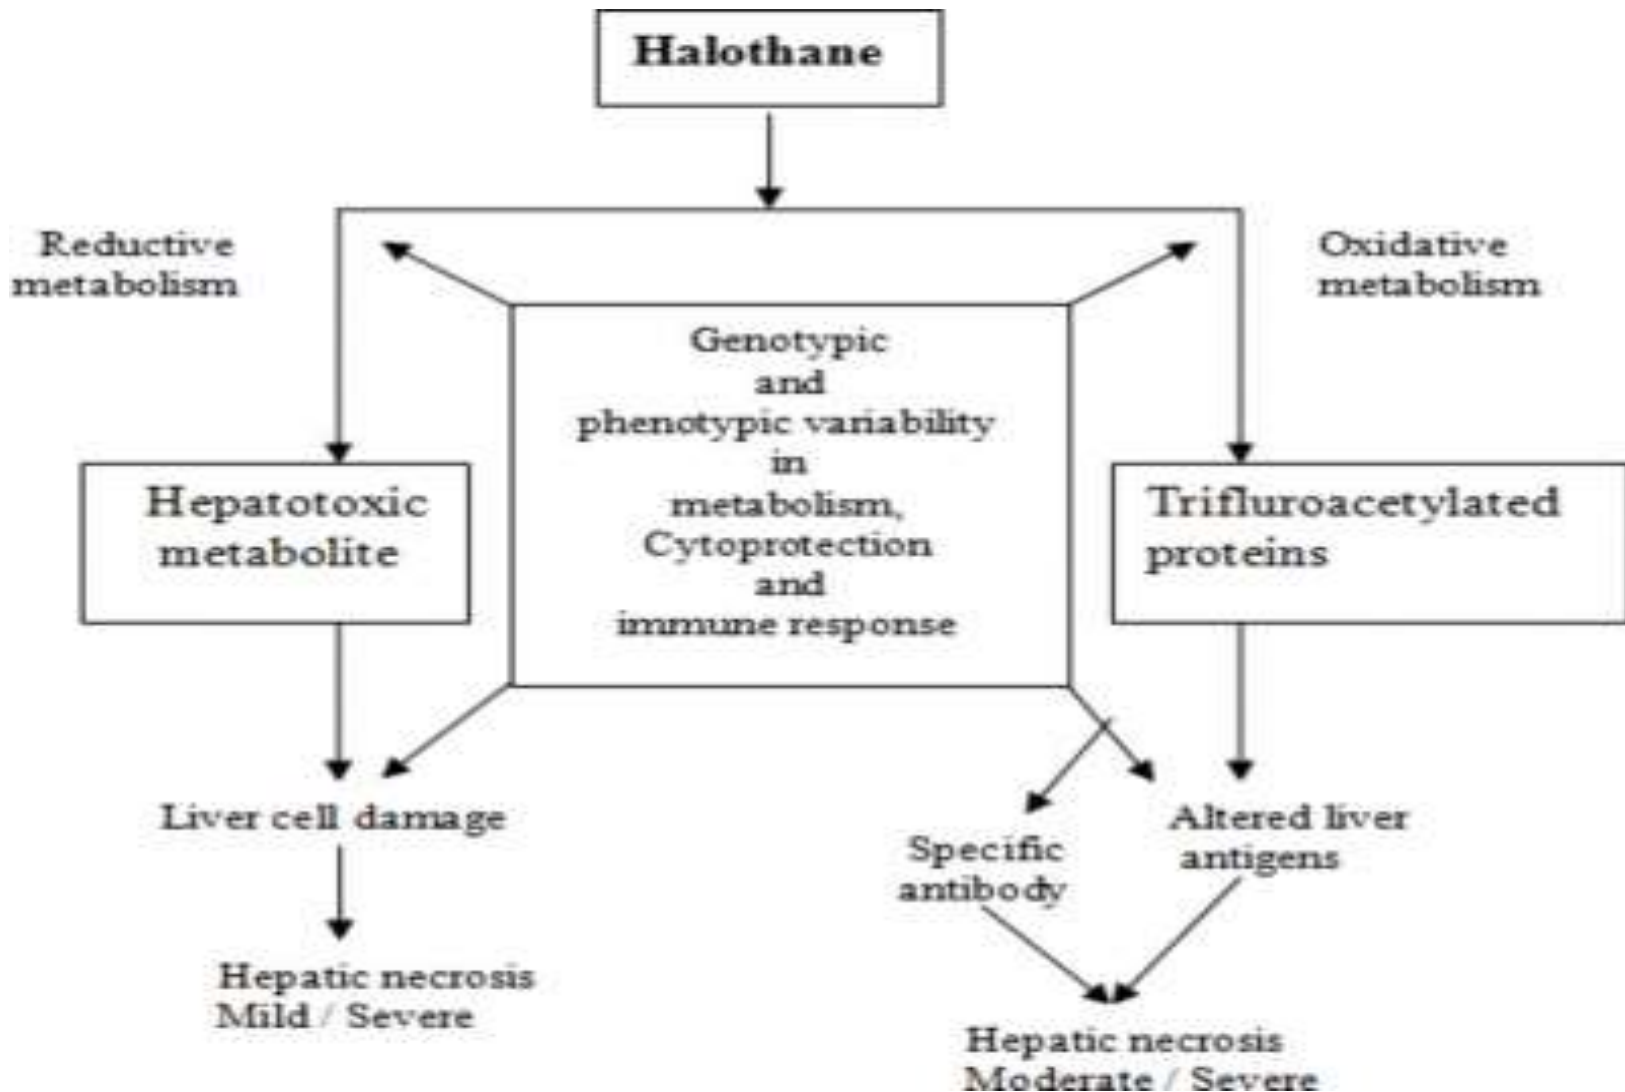 Halothane
Reductive
metabolism
Oxidative
metabolism
Genotypic
and
phenotypic variability
in
metabolism,
Cytoprotection
and
immune response
Hepatotoxic
metabolite
Trifluroacetylated
proteins
Liver cell damage
Specific
antibody
Altered liver
antigens
Hepatic necrosis
Mild / Severe
Hepatic necrosis
Moderate / Severe